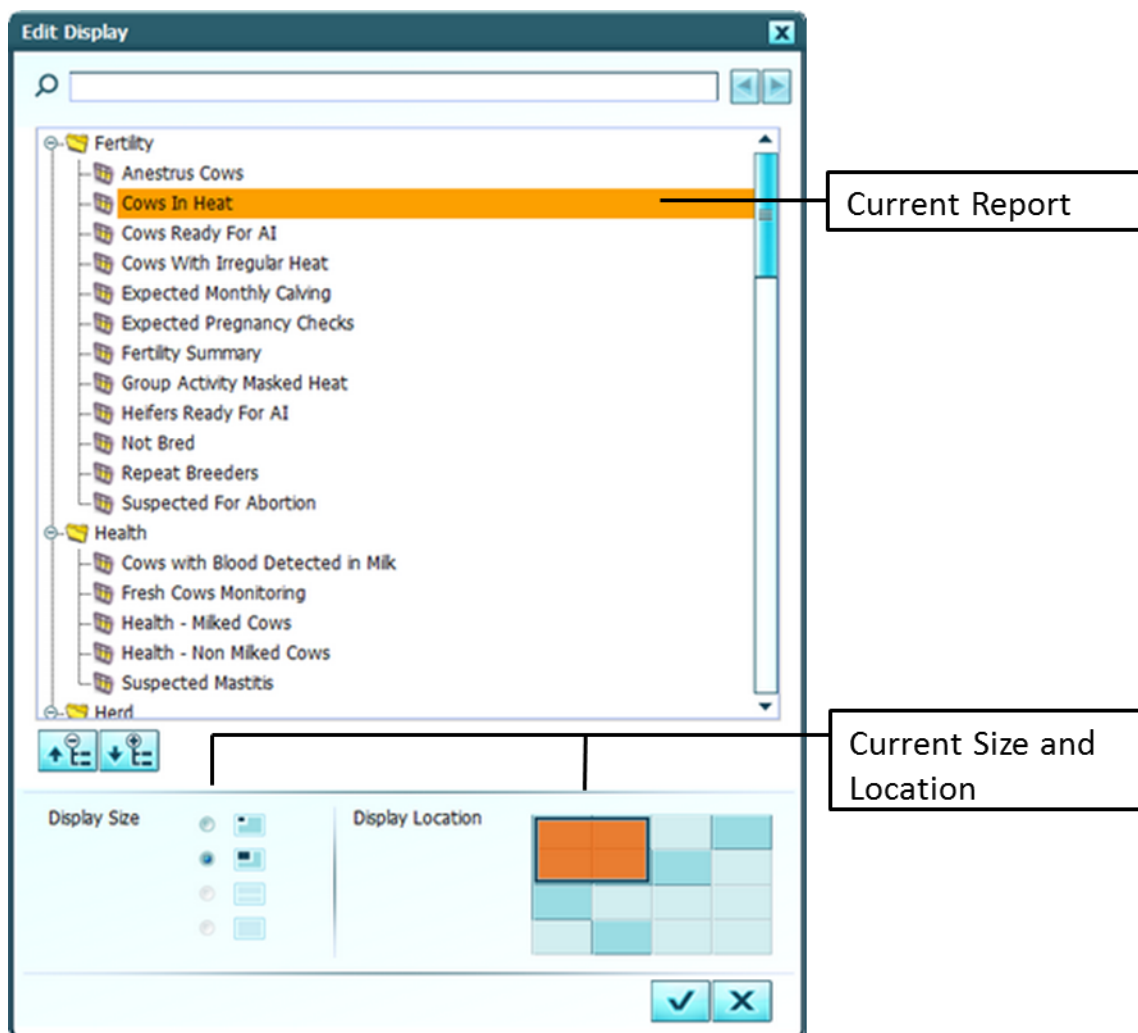 Edit Display
Fertility
Anestrus Cows
Cows In Heat
Current Report
Cows Ready For AI
Cows With Irregular Heat
Expected Monthly Calving
Expected Pregnancy Checks
Fertility Summary
Group Activity Masked Heat
Heifers Ready For AI
Not Bred
Repeat Breeders
Suspected For Abortion
Health
Cows with Blood Detected in Milk
Fresh Cows Monitoring
Health - Milked Cows
Health - Non Milked Cows
Suspected Mastitis
Herd
Current Size and
Location
Display Size
Display Location